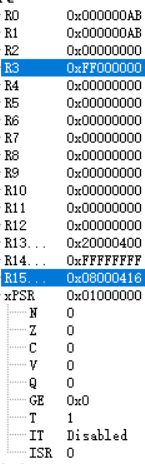 R0 0x000000AB
R1 0x000000AB
R2 0x00000000
R3 0xFF000000
R4 0x00000000
R5 0x00000000
R6 0x00000000
R7 0x00000000
R8 0x00000000
R9 0x00000000
R10 0x00000000
R11 0x00000000
R12 0x00000000
R13... 0x20000400
R14... 0xFFFFFFFF
R15... 0x08000416
xPSR 0x01000000
N 0
Z 0
C 0
V 0
Q 0
GE 0x0
T 1
IT Disabled
ISR 0